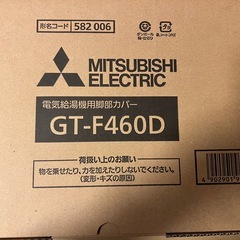 形名コード 582 006
MITSUBISHI
ELECTRIC
電気給湯機用脚部カバー
GT-F460D
荷扱い上のお願い
物を乗せたり、力を加えたりしないでください。
(変形・キズの原因)
4 902901 9